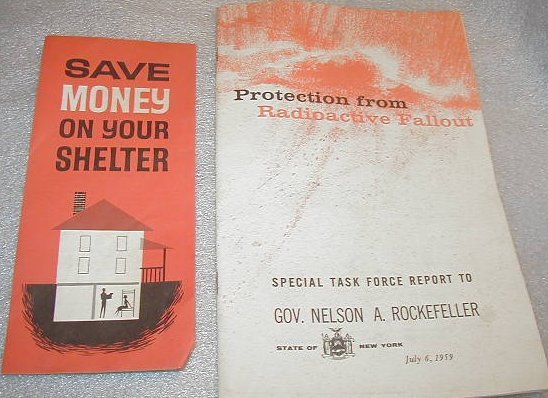 SAVE
MONEY
ON YOUR
SHELTER
Protection from
Radioactive Fallout
SPECIAL TASK FORCE REPORT TO
GOV. NELSON A. ROCKEFELLER
STATE OF NEW YORK
July 6, 1959